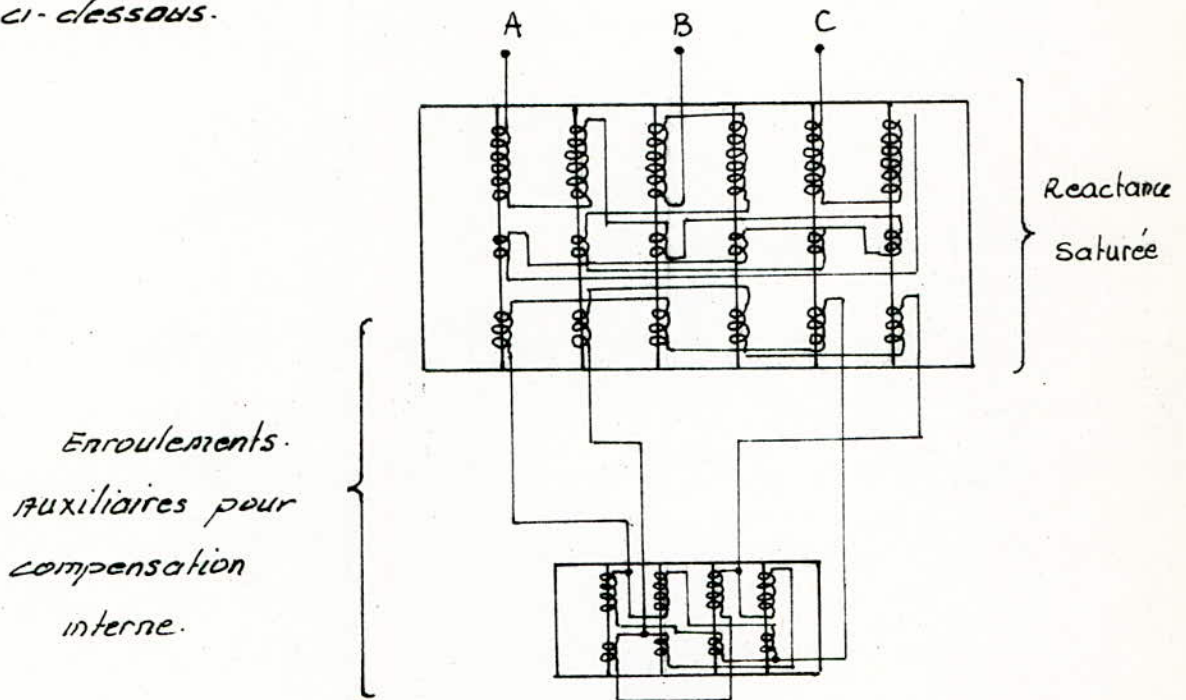 ci-dessous.
A B C
Reactance
Saturée
Enroulements.
auxiliaires pour
compensation
interne.